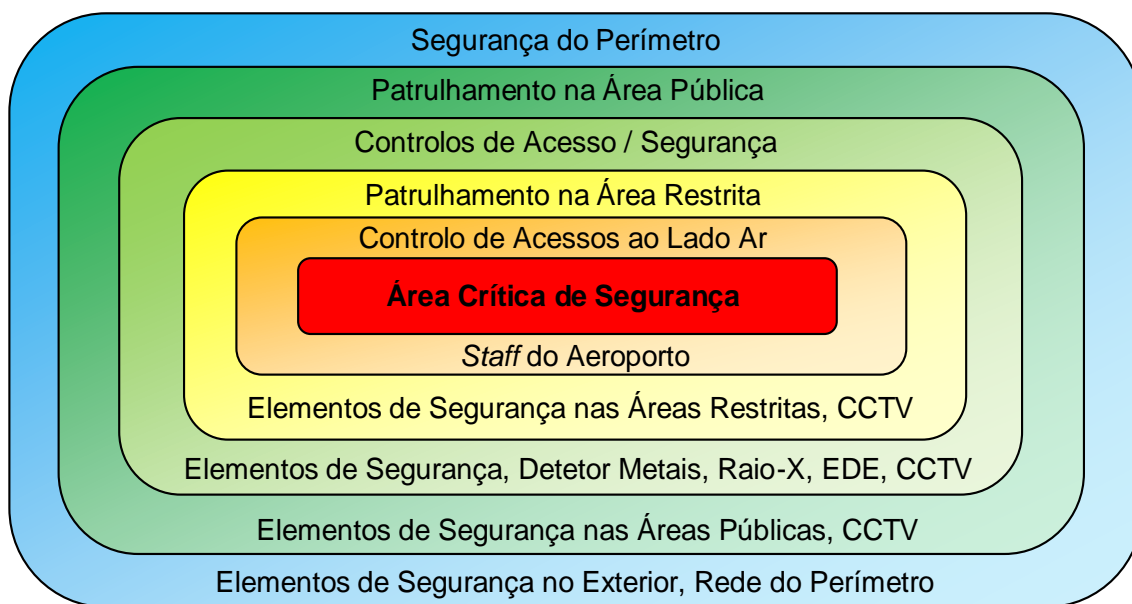 Segurança do Perímetro
Patrulhamento na Área Pública
Controlos de Acesso / Segurança
Patrulhamento na Área Restrita
Controlo de Acessos ao Lado Ar
Área Crítica de Segurança
Staff do Aeroporto
Elementos de Segurança nas Áreas Restritas, CCTV
Elementos de Segurança, Detetor Metais, Raio-X, EDE, CCTV
Elementos de Segurança nas Áreas Públicas, CCTV
Elementos de Segurança no Exterior, Rede do Perímetro